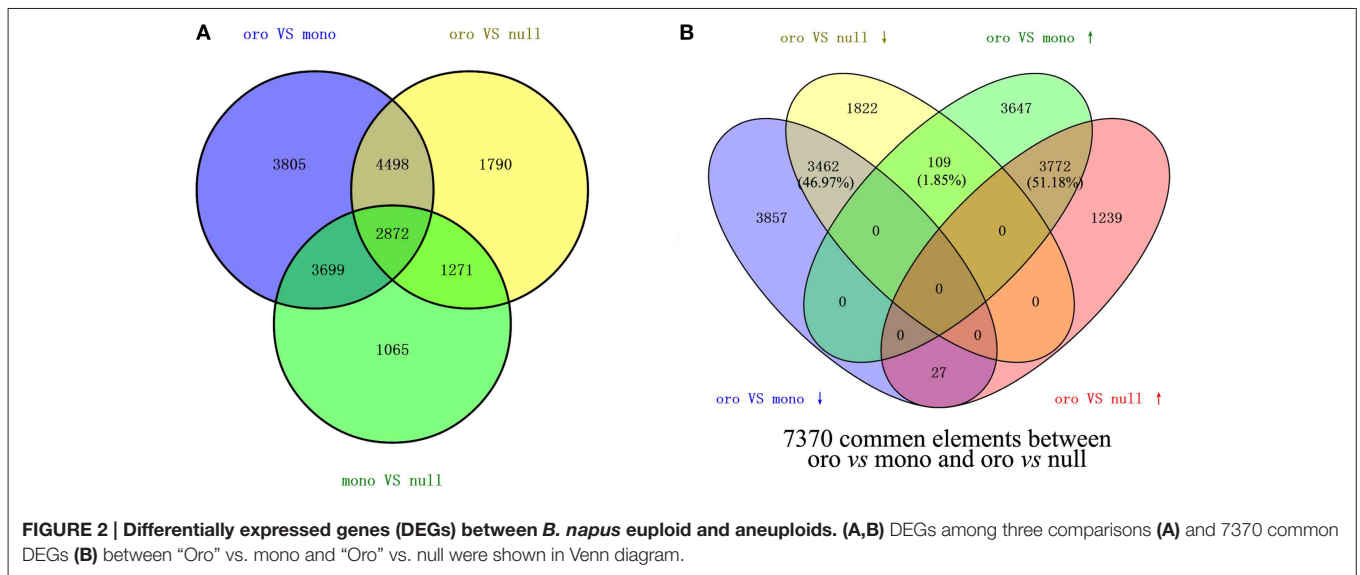 A
oro VS mono
oro VS null
3805
4498
1790
2872
3699
1271
1065
mono VS null
B
oro VS null ↓
oro VS mono ↑
1822
3647
3462
(46.97%)
109
(1.85%)
3772
(51.18%)
3857
1239
0
0
0
0
0
0
0
27
oro VS mono ↓
oro VS null ↑
7370 commen elements between
oro vs mono and oro vs null
FIGURE 2 | Differentially expressed genes (DEGs) between B. napus euploid and aneuploids. (A,B) DEGs among three comparisons (A) and 7370 common
DEGs (B) between “Oro” vs. mono and “Oro” vs. null were shown in Venn diagram.